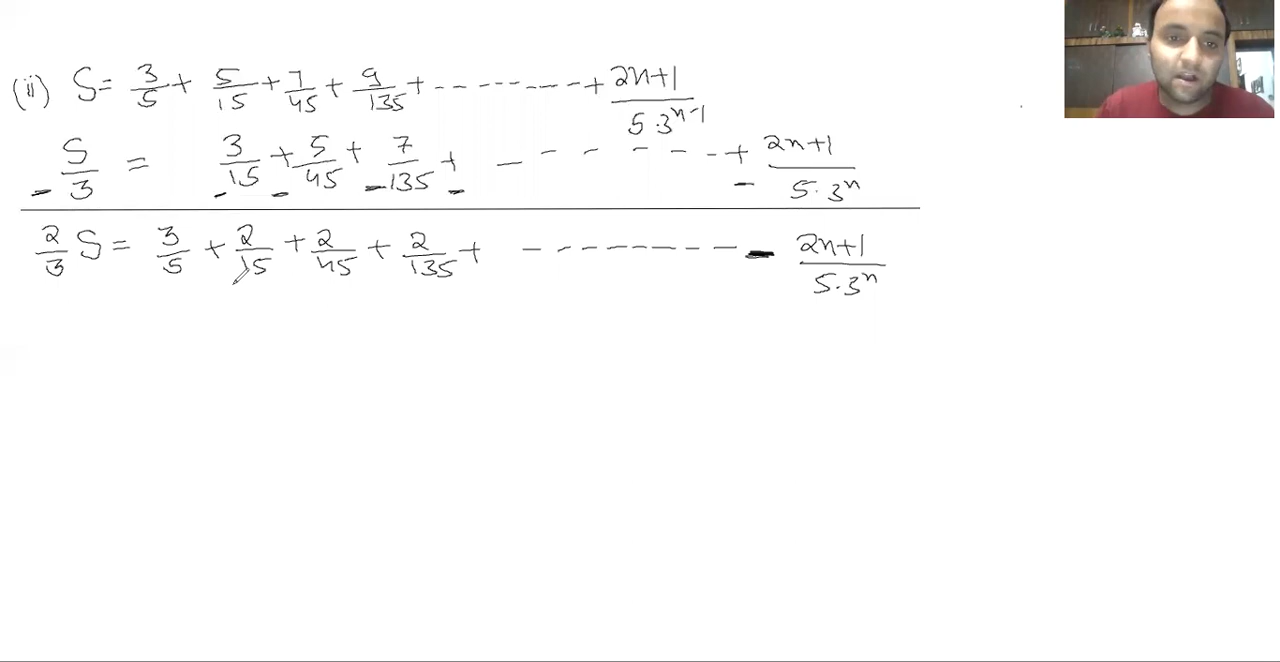 (ii) S= 3/5 + 5/15 + 7/45 + 9/135 + -------- + 2n+1/5·3^n-1
- S/3 = 3/15 + 5/45 + 7/135 + - - - - - - - + 2n+1/5·3^n
2/3 S= 3/5 + 2/15 + 2/45 + 2/135 + --------- - 2n+1/5·3^n